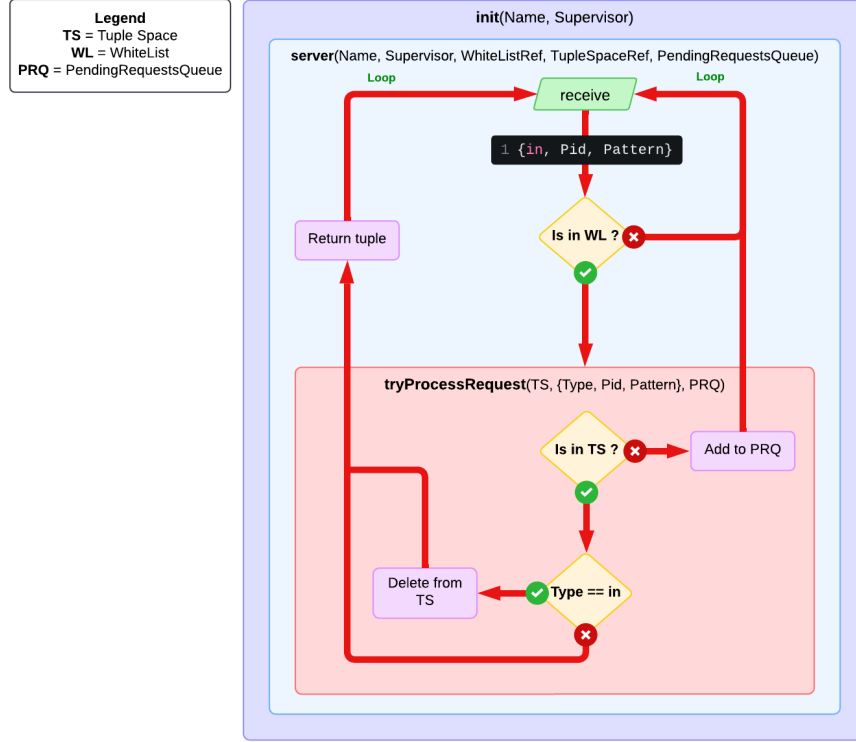 Legend
TS = Tuple Space
WL = WhiteList
PRQ = PendingRequestsQueue
init(Name, Supervisor)
server(Name, Supervisor, WhiteListRef, TupleSpaceRef, PendingRequestsQueue)
Loop
Loop
receive
1 {in, Pid, Pattern}
Is in WL ?
Return tuple
tryProcessRequest(TS, {Type, Pid, Pattern}, PRQ)
Is in TS ?
Add to PRQ
Delete from
TS
Type == in